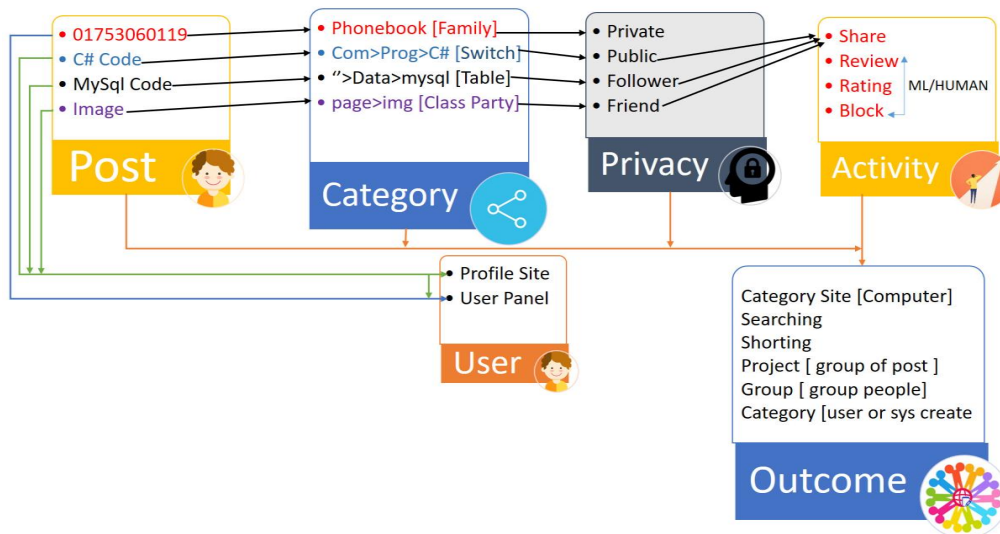 01753060119
C# Code
MySql Code
Image
Post
Phonebook [Family]
Com>Prog>C# [Switch]
“>Data>mysql [Table]
page>img [Class Party]
Category
Private
Public
Follower
Friend
Privacy
Share
Review
Rating
Block
ML/HUMAN
Activity
Profile Site
User Panel
User
Category Site [Computer]
Searching
Shorting
Project [ group of post ]
Group [ group people]
Category [user or sys create
Outcome